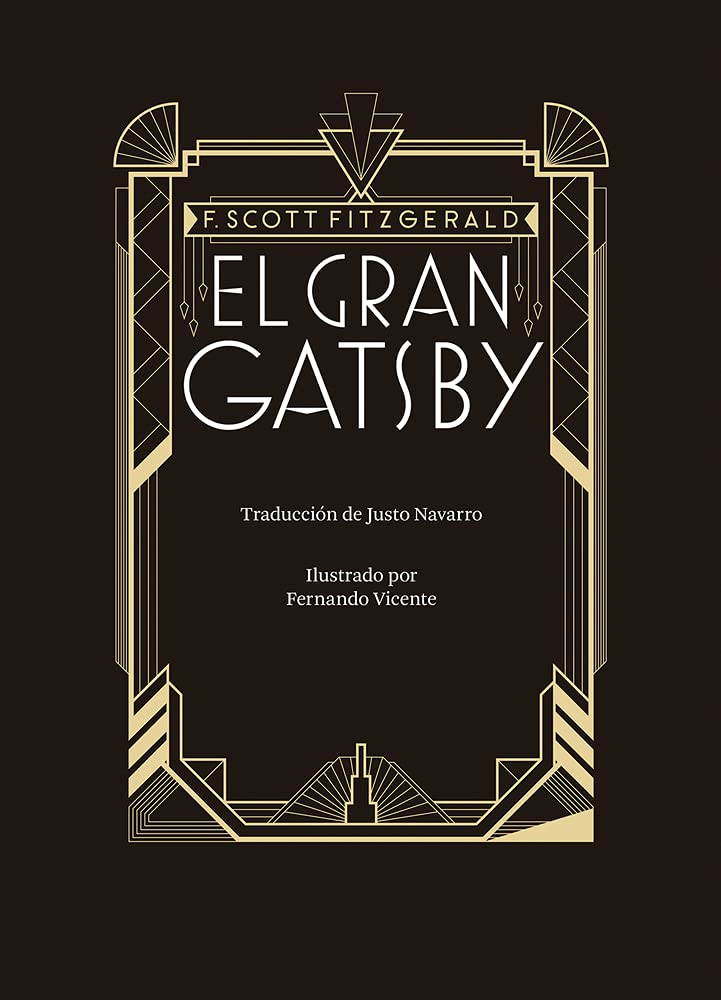 F. SCOTT FITZGERALD
EL GRAN
GATSBY
Traducción de Justo Navarro
Ilustrado por
Fernando Vicente